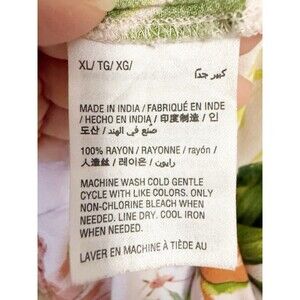 XL/ TG/ XG/ كبير جدًا
MADE IN INDIA / FABRIQUÉ EN INDE
/ HECHO EN INDIA / 印度制造 / 인
도산 / صنع في الهند /
100% RAYON / RAYONNE / rayón /
人造丝 / 레이온 / رايون
MACHINE WASH COLD GENTLE
CYCLE WITH LIKE COLORS. ONLY
NON-CHLORINE BLEACH WHEN
NEEDED. LINE DRY. COOL IRON
WHEN NEEDED.
LAVER EN MACHINE À TIÈDE AU